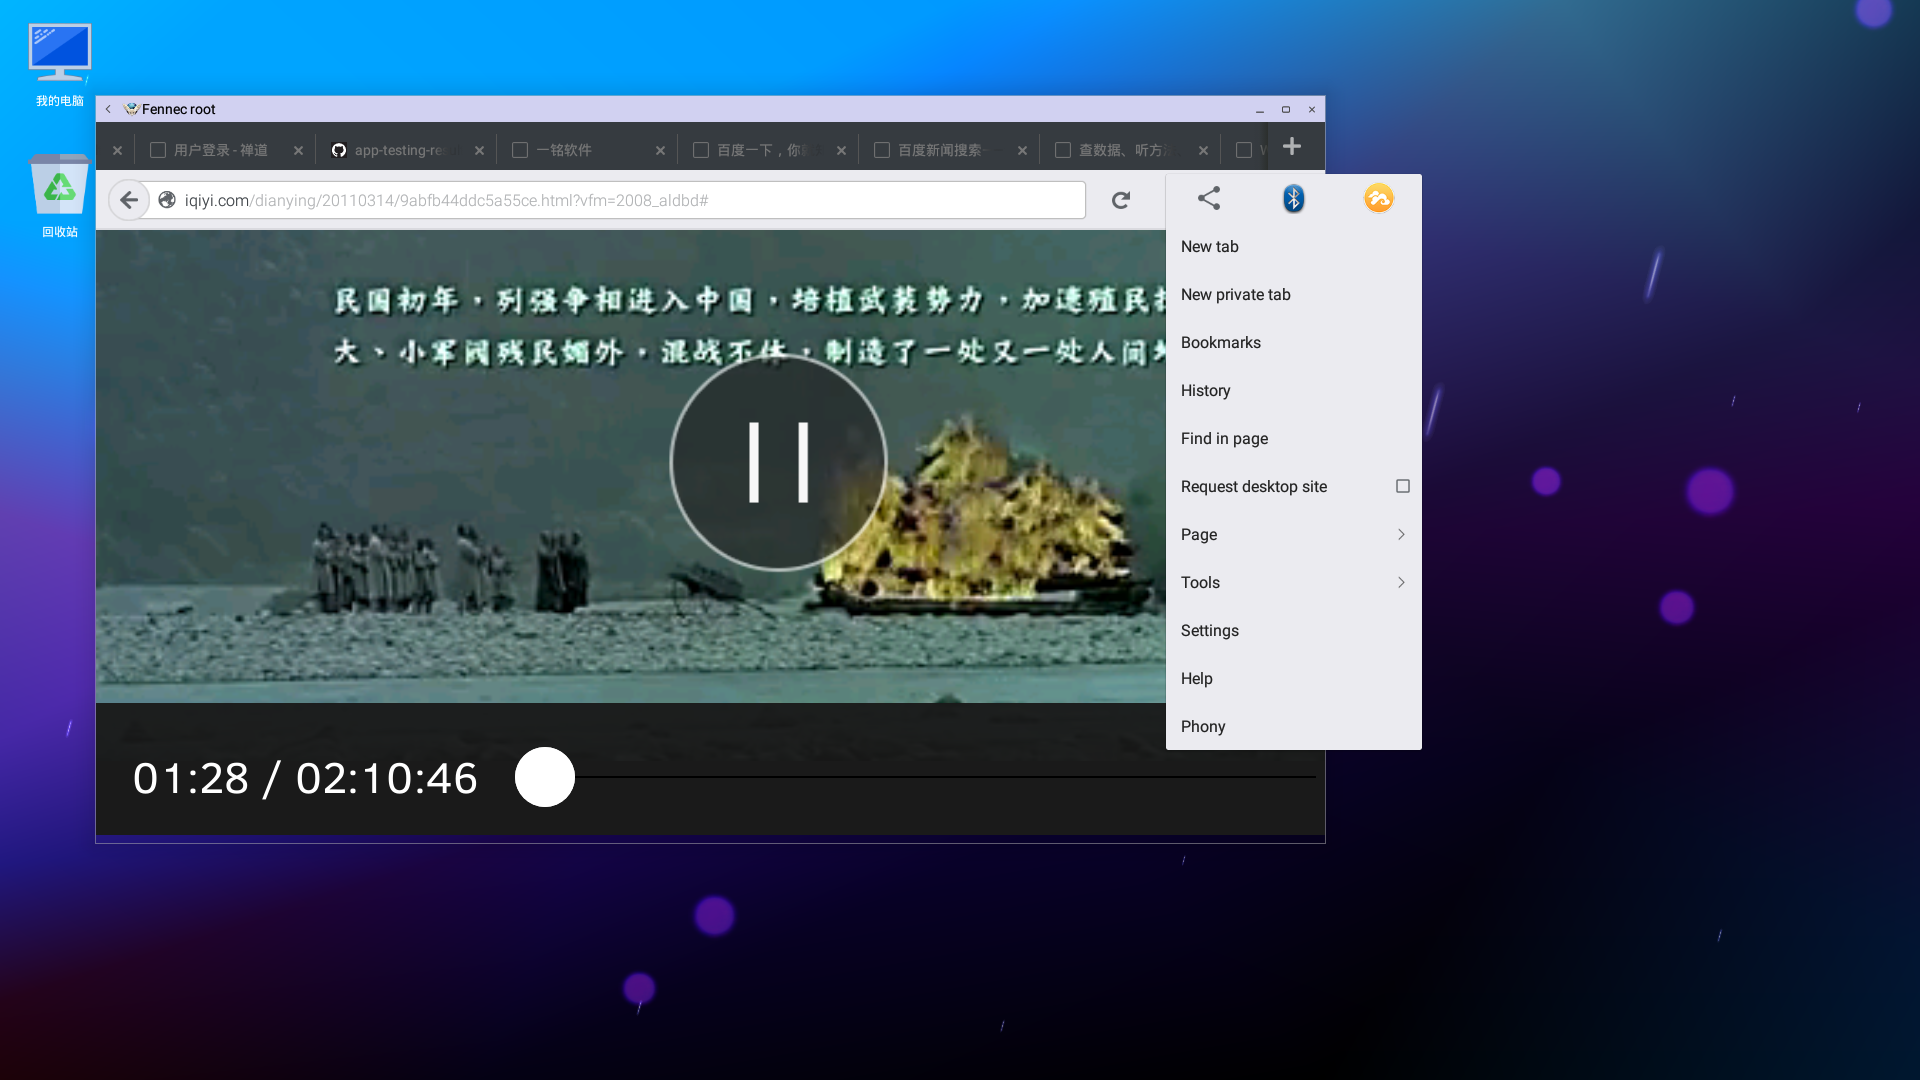 我的电脑
回收站
Fennec root
用户登录 - 禅道
app-testing-re
一铭软件
百度一下，你
百度新闻搜索
查数据、听方
iqiyi.com/dianying/20110314/9abfb44ddc5a55ce.html?vfm=2008_aldbd#
民国初年，列强争相进入中国，培植武装势力，加速殖民
大、小军阀残民媚外，混战不休，制造了一处又一处人间
01:28 / 02:10:46
New tab
New private tab
Bookmarks
History
Find in page
Request desktop site
Page
Tools
Settings
Help
Phony